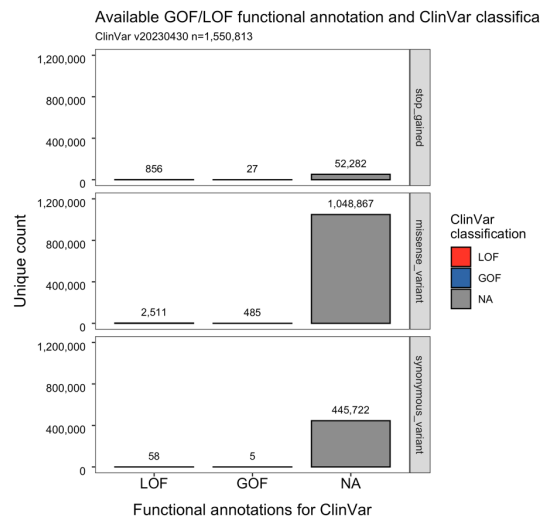 Available GOF/LOF functional annotation and ClinVar classifica
ClinVar v20230430 n=1,550,813
Unique count
1,200,000
800,000
400,000
0
856
27
52,282
stop_gained
1,200,000
800,000
400,000
0
2,511
485
1,048,867
missense_variant
1,200,000
800,000
400,000
0
58
5
445,722
synonymous_variant
LOF
GOF
NA
Functional annotations for ClinVar
ClinVar
classification
LOF
GOF
NA